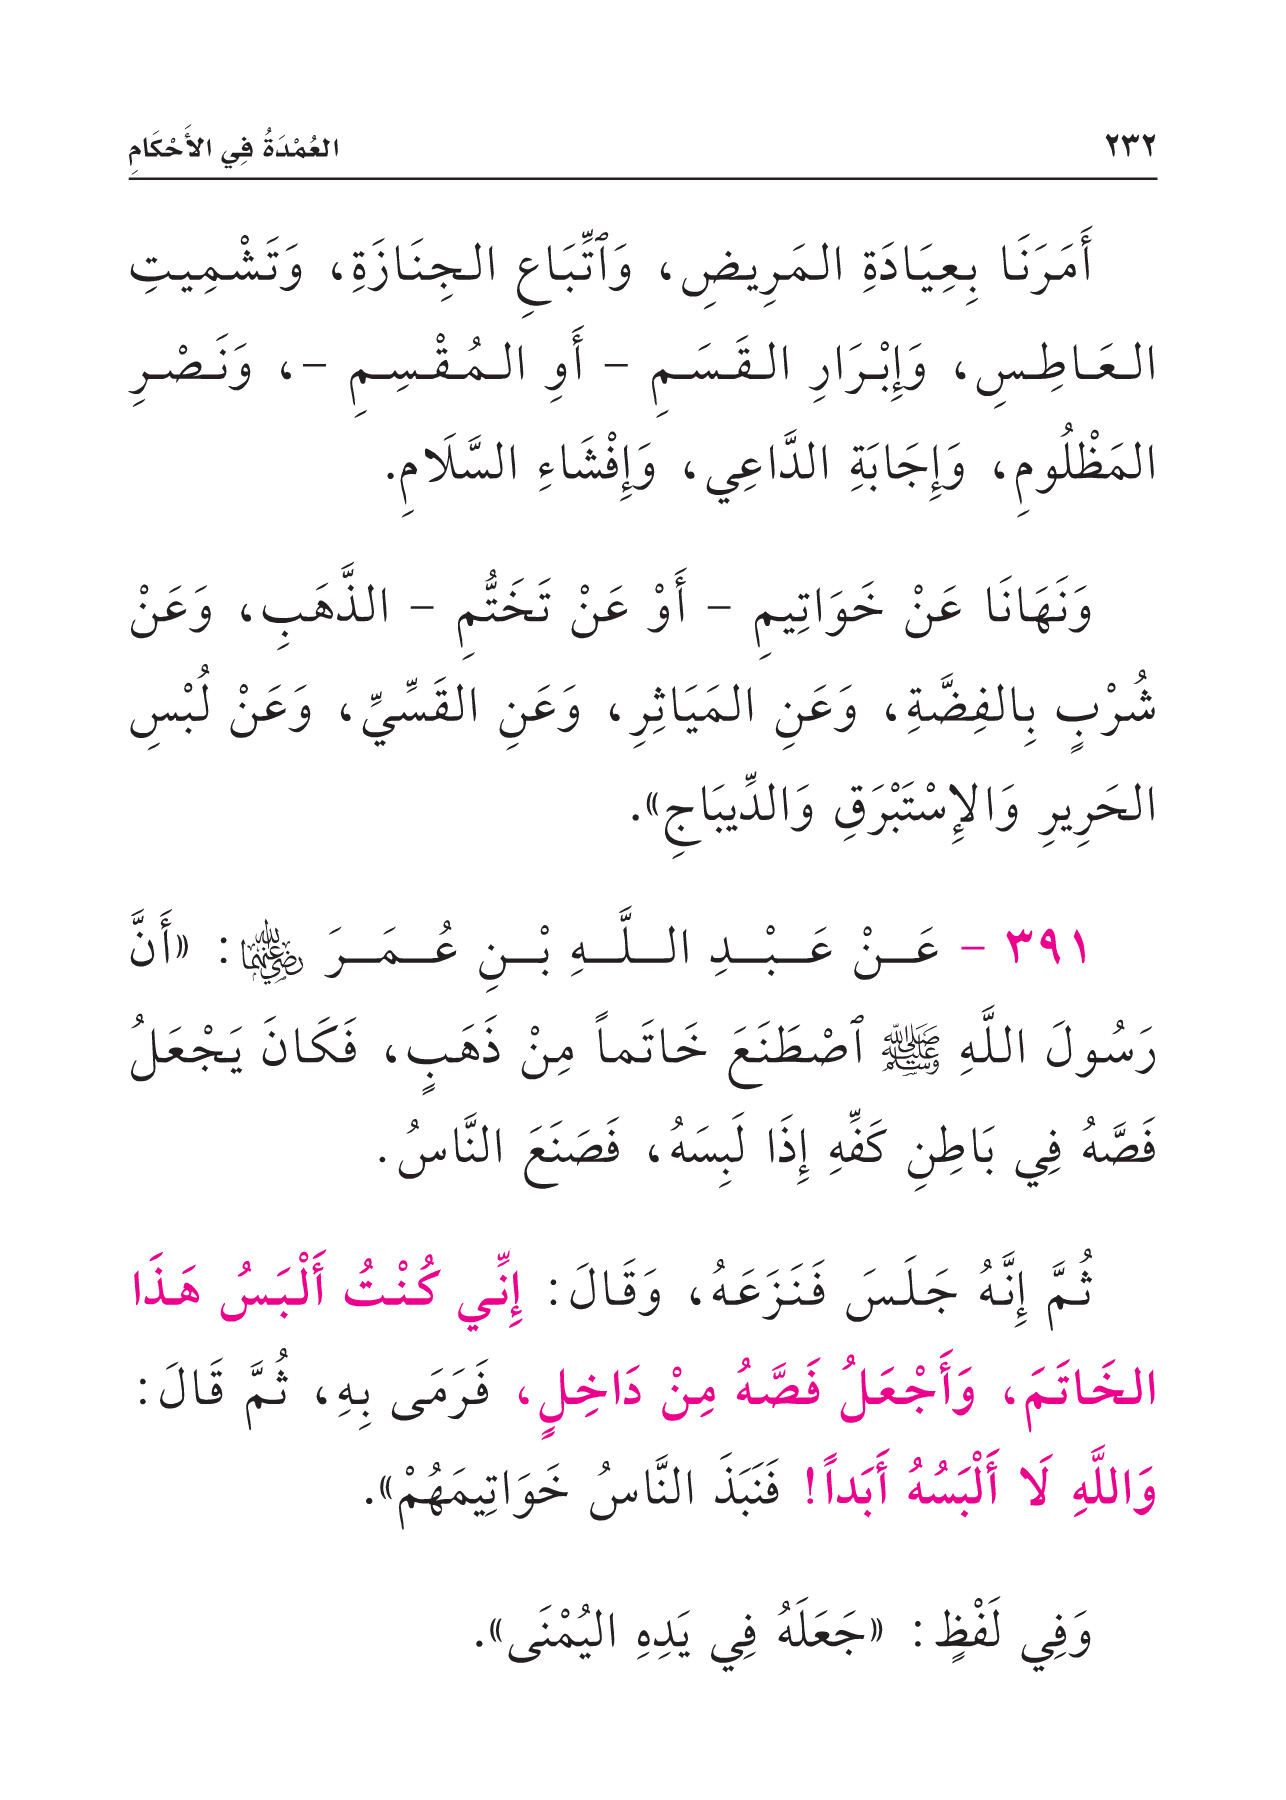 ٢٣٢ العُمْدَةُ فِي الأَحْكَامِ
أَمَرَنَا بِعِيَادَةِ المَرِيضِ، وَٱتِّبَاعِ الجِنَازَةِ، وَتَشْمِيتِ
العَاطِسِ، وَإِبْرَارِ القَسَمِ – أَوِ المُقْسِمِ –، وَنَصْرِ
المَظْلُومِ، وَإِجَابَةِ الدَّاعِي، وَإِفْشَاءِ السَّلَامِ.
وَنَهَانَا عَنْ خَوَاتِيمِ – أَوْ عَنْ تَخَتُّمِ – الذَّهَبِ، وَعَنْ
شُرْبٍ بِالفِضَّةِ، وَعَنِ المَيَاثِرِ، وَعَنِ القَسِّيِّ، وَعَنْ لُبْسِ
الحَرِيرِ وَالإِسْتَبْرَقِ وَالدِّيبَاجِ».
٣٩١ – عَنْ عَبْدِ اللَّهِ بْنِ عُمَرَ رضي الله عنهما: «أَنَّ
رَسُولَ اللَّهِ ﷺ ٱصْطَنَعَ خَاتَماً مِنْ ذَهَبٍ، فَكَانَ يَجْعَلُ
فَصَّهُ فِي بَاطِنِ كَفِّهِ إِذَا لَبِسَهُ، فَصَنَعَ النَّاسُ.
ثُمَّ إِنَّهُ جَلَسَ فَنَزَعَهُ، وَقَالَ: إِنِّي كُنْتُ أَلْبَسُ هَذَا
الخَاتَمَ، وَأَجْعَلُ فَصَّهُ مِنْ دَاخِلٍ، فَرَمَى بِهِ، ثُمَّ قَالَ:
وَاللَّهِ لَا أَلْبَسُهُ أَبَداً! فَنَبَذَ النَّاسُ خَوَاتِيمَهُمْ».
وَفِي لَفْظٍ: «جَعَلَهُ فِي يَدِهِ اليُمْنَى».